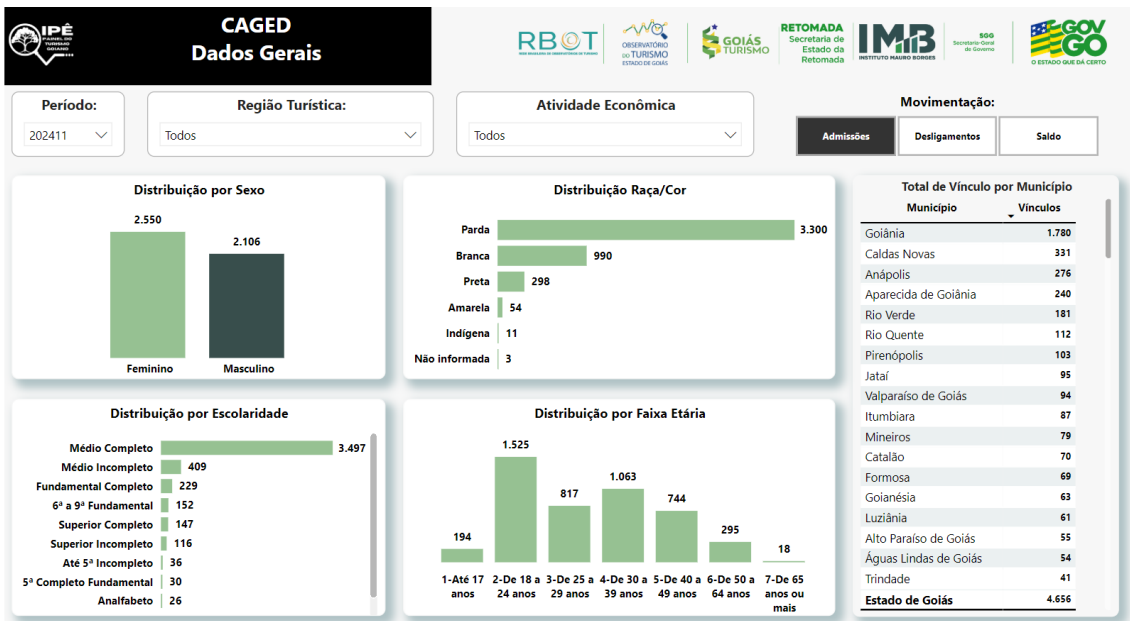 IPÊ
PAINEL DO
TURISMO
GOIANO
CAGED
Dados Gerais
RBOT
REDE BRASILEIRA DE OBSERVATÓRIOS DE TURISMO
OBSERVATÓRIO
DO TURISMO
ESTADO DE GOIÁS
GOIÁS
TURISMO
RETOMADA
Secretaria de
Estado da
Retomada
IMB
INSTITUTO MAURO BORGES
SGG
Secretaria-Geral
de Governo
GOV
GO
O ESTADO QUE DÁ CERTO
Período:
202411
Região Turística:
Todos
Atividade Econômica
Todos
Movimentação:
Admissões
Desligamentos
Saldo
Distribuição por Sexo
2.550
2.106
Feminino
Masculino
Distribuição Raça/Cor
Parda 3.300
Branca 990
Preta 298
Amarela 54
Indígena 11
Não informada 3
Total de Vínculo por Município
Município Vínculos
Goiânia 1.780
Caldas Novas 331
Anápolis 276
Aparecida de Goiânia 240
Rio Verde 181
Rio Quente 112
Pirenópolis 103
Jataí 95
Valparaíso de Goiás 94
Itumbiara 87
Mineiros 79
Catalão 70
Formosa 69
Goianésia 63
Luziânia 61
Alto Paraíso de Goiás 55
Águas Lindas de Goiás 54
Trindade 41
Estado de Goiás 4.656
Distribuição por Escolaridade
Médio Completo 3.497
Médio Incompleto 409
Fundamental Completo 229
6ª a 9ª Fundamental 152
Superior Completo 147
Superior Incompleto 116
Até 5ª Incompleto 36
5ª Completo Fundamental 30
Analfabeto 26
Distribuição por Faixa Etária
194
1.525
817
1.063
744
295
18
1-Até 17 2-De 18 a 3-De 25 a 4-De 30 a 5-De 40 a 6-De 50 a 7-De 65
anos 24 anos 29 anos 39 anos 49 anos 64 anos anos ou
mais